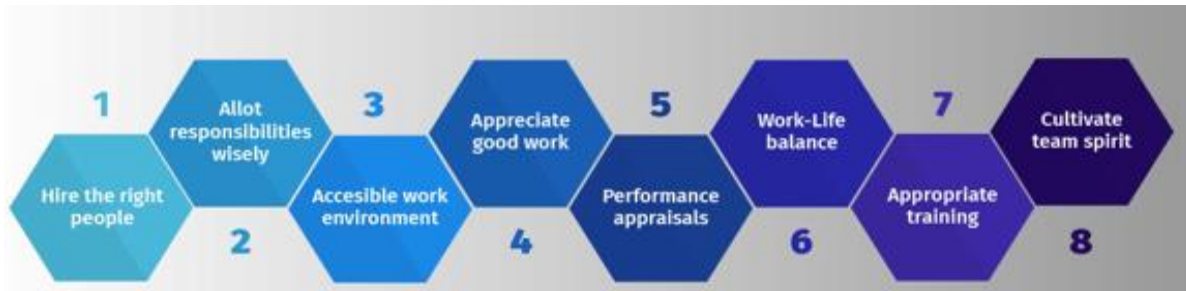 1
Hire the right
people
Allot
responsibilities
wisely
2
3
Accesible work
environment
Appreciate
good work
4
5
Performance
appraisals
Work-Life
balance
6
7
Appropriate
training
Cultivate
team spirit
8